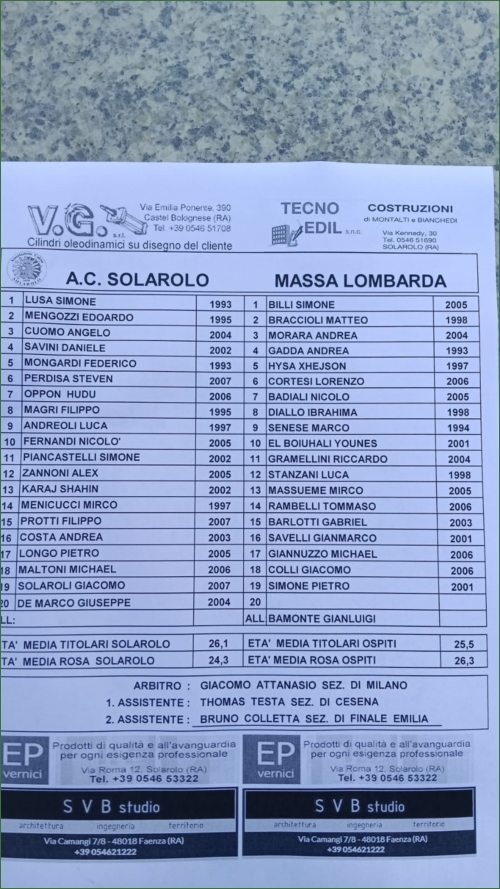 V.G. s.r.l.
Via Emilia Ponente, 390
Castel Bolognese (RA)
Tel. +39 0546 51708
Cilindri oleodinamici su disegno del cliente
TECNO
EDIL s.n.c.
COSTRUZIONI
di MONTALTI e BIANCHEDI
Via Kennedy, 30
Tel. 0546 51690
SOLAROLO (RA)
A.C. SOLAROLO MASSA LOMBARDA
1 LUSA SIMONE 1993 1 BILLI SIMONE 2005
2 MENGOZZI EDOARDO 1995 2 BRACCIOLI MATTEO 1998
3 CUOMO ANGELO 2004 3 MORARA ANDREA 2004
4 SAVINI DANIELE 2002 4 GADDA ANDREA 1993
5 MONGARDI FEDERICO 1993 5 HYSA XHEJSON 1997
6 PERDISA STEVEN 2007 6 CORTESI LORENZO 2006
7 OPPON HUDU 2006 7 BADIALI NICOLO 2005
8 MAGRI FILIPPO 1995 8 DIALLO IBRAHIMA 1998
9 ANDREOLI LUCA 1997 9 SENESE MARCO 1994
10 FERNANDI NICOLO' 2005 10 EL BOIUHALI YOUNES 2001
11 PIANCASTELLI SIMONE 2002 11 GRAMELLINI RICCARDO 2004
12 ZANNONI ALEX 2005 12 STANZANI LUCA 1998
13 KARAJ SHAHIN 2002 13 MASSUEME MIRCO 2005
14 MENICUCCI MIRCO 1997 14 RAMBELLI TOMMASO 2006
15 PROTTI FILIPPO 2007 15 BARLOTTI GABRIEL 2003
16 COSTA ANDREA 2003 16 SAVELLI GIANMARCO 2001
17 LONGO PIETRO 2005 17 GIANNUZZO MICHAEL 2006
18 MALTONI MICHAEL 2006 18 COLLI GIACOMO 2006
19 SOLAROLI GIACOMO 2007 19 SIMONE PIETRO 2001
20 DE MARCO GIUSEPPE 2004 20
LL: ALL BAMONTE GIANLUIGI
TA' MEDIA TITOLARI SOLAROLO 26,1 ETA' MEDIA TITOLARI OSPITI 25,5
TA' MEDIA ROSA SOLAROLO 24,3 ETA' MEDIA ROSA OSPITI 26,3
ARBITRO : GIACOMO ATTANASIO SEZ. DI MILANO
1. ASSISTENTE : THOMAS TESTA SEZ. DI CESENA
2. ASSISTENTE : BRUNO COLLETTA SEZ. DI FINALE EMILIA
EP
vernici
Prodotti di qualità e all'avanguardia
per ogni esigenza professionale
Via Roma 12, Solarolo (RA)
Tel. +39 0546 53322
EP
vernici
Prodotti di qualità e all'avanguardia
per ogni esigenza professionale
Via Roma 12, Solarolo (RA)
Tel. +39 0546 53322
SVB studio
architettura ingegneria territorio
Via Camangi 7/8 - 48018 Faenza (RA)
+39 054621222
SVB studio
architettura ingegneria territorio
Via Camangi 7/8 - 48018 Faenza (RA)
+39 054621222